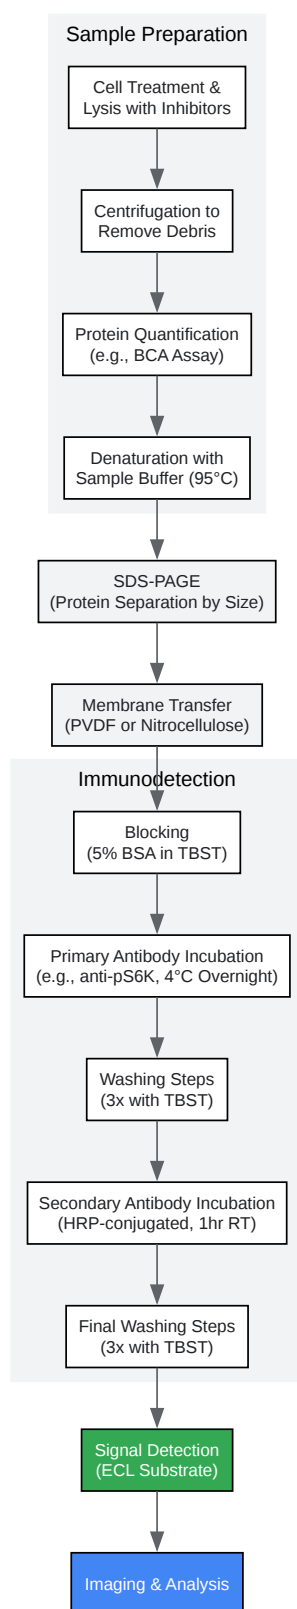 Sample Preparation
Cell Treatment &
Lysis with Inhibitors
Centrifugation to
Remove Debris
Protein Quantification
(e.g., BCA Assay)
Denaturation with
Sample Buffer (95°C)
SDS-PAGE
(Protein Separation by Size)
Membrane Transfer
(PVDF or Nitrocellulose)
Immunodetection
Blocking
(5% BSA in TBST)
Primary Antibody Incubation
(e.g., anti-pS6K, 4°C Overnight)
Washing Steps
(3x with TBST)
Secondary Antibody Incubation
(HRP-conjugated, 1hr RT)
Final Washing Steps
(3x with TBST)
Signal Detection
(ECL Substrate)
Imaging & Analysis